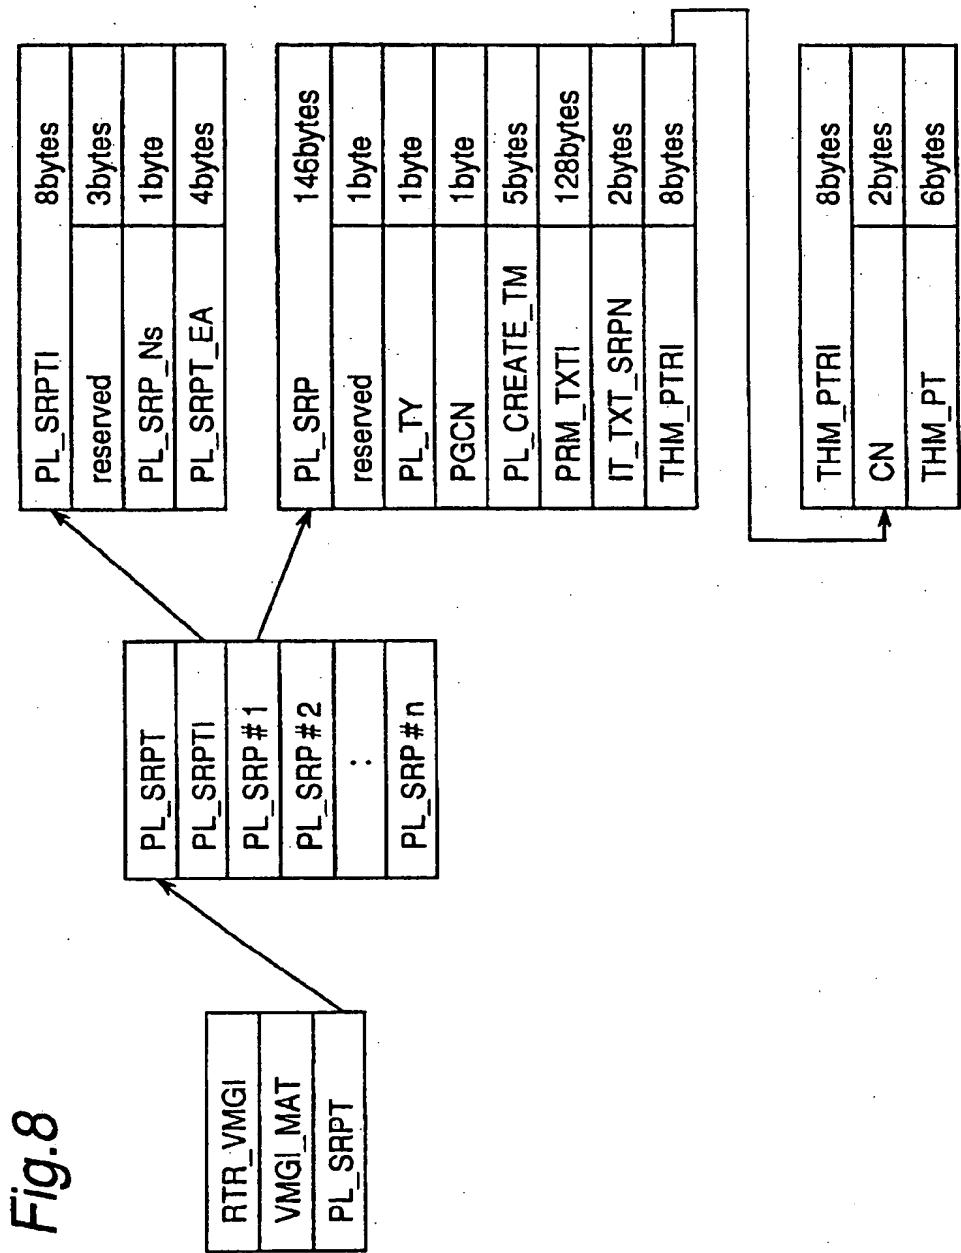 Fig.8
RTR_VMGI
VMGI_MAT
PL_SRPT
PL_SRPT
PL_SRPTI
PL_SRP#1
PL_SRP#2
:
PL_SRP#n
PL_SRPTI 8bytes
reserved 3bytes
PL_SRP_Ns 1byte
PL_SRPT_EA 4bytes
PL_SRP 146bytes
reserved 1byte
PL_TY 1byte
PGCN 1byte
PL_CREATE_TM 5bytes
PRM_TXTI 128bytes
IT_TXT_SRPN 2bytes
THM_PTRI 8bytes
THM_PTRI 8bytes
CN 2bytes
THM_PT 6bytes